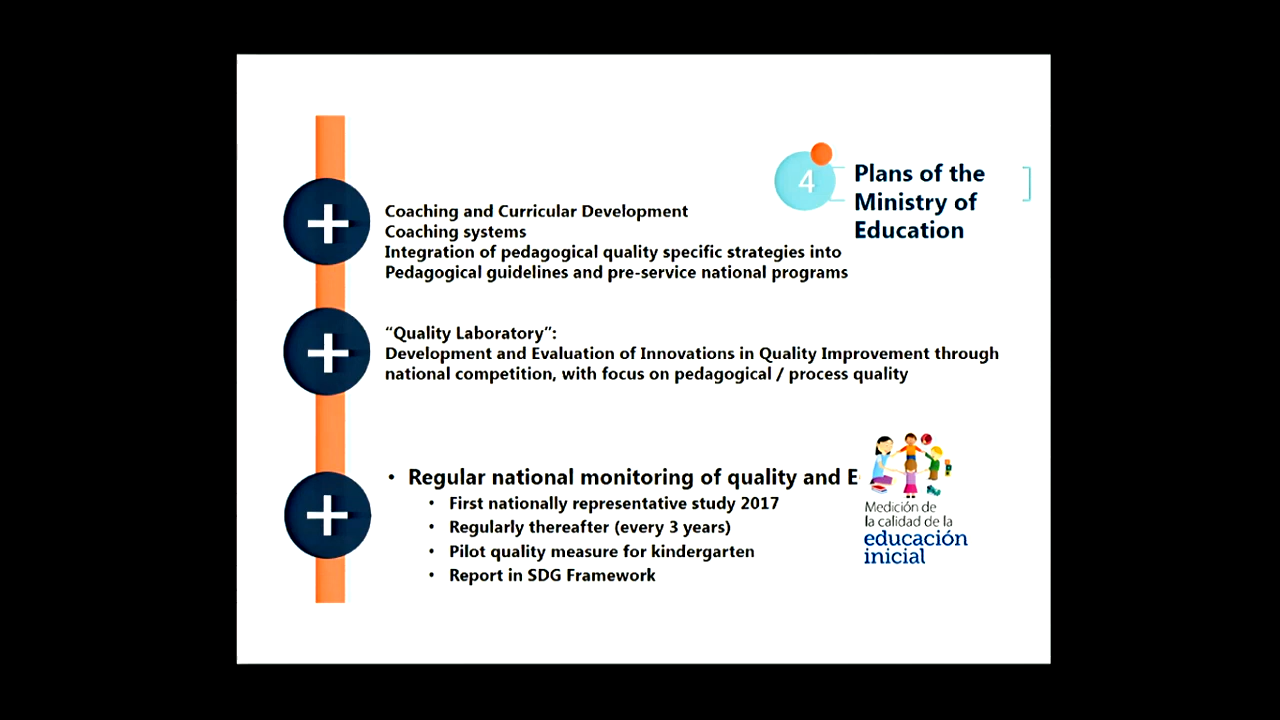 4
Plans of the
Ministry of
Education
Coaching and Curricular Development
Coaching systems
Integration of pedagogical quality specific strategies into
Pedagogical guidelines and pre-service national programs
“Quality Laboratory”:
Development and Evaluation of Innovations in Quality Improvement through
national competition, with focus on pedagogical / process quality
• Regular national monitoring of quality and
• First nationally representative study 2017
• Regularly thereafter (every 3 years)
• Pilot quality measure for kindergarten
• Report in SDG Framework
Medición de
la calidad de la
educación
inicial